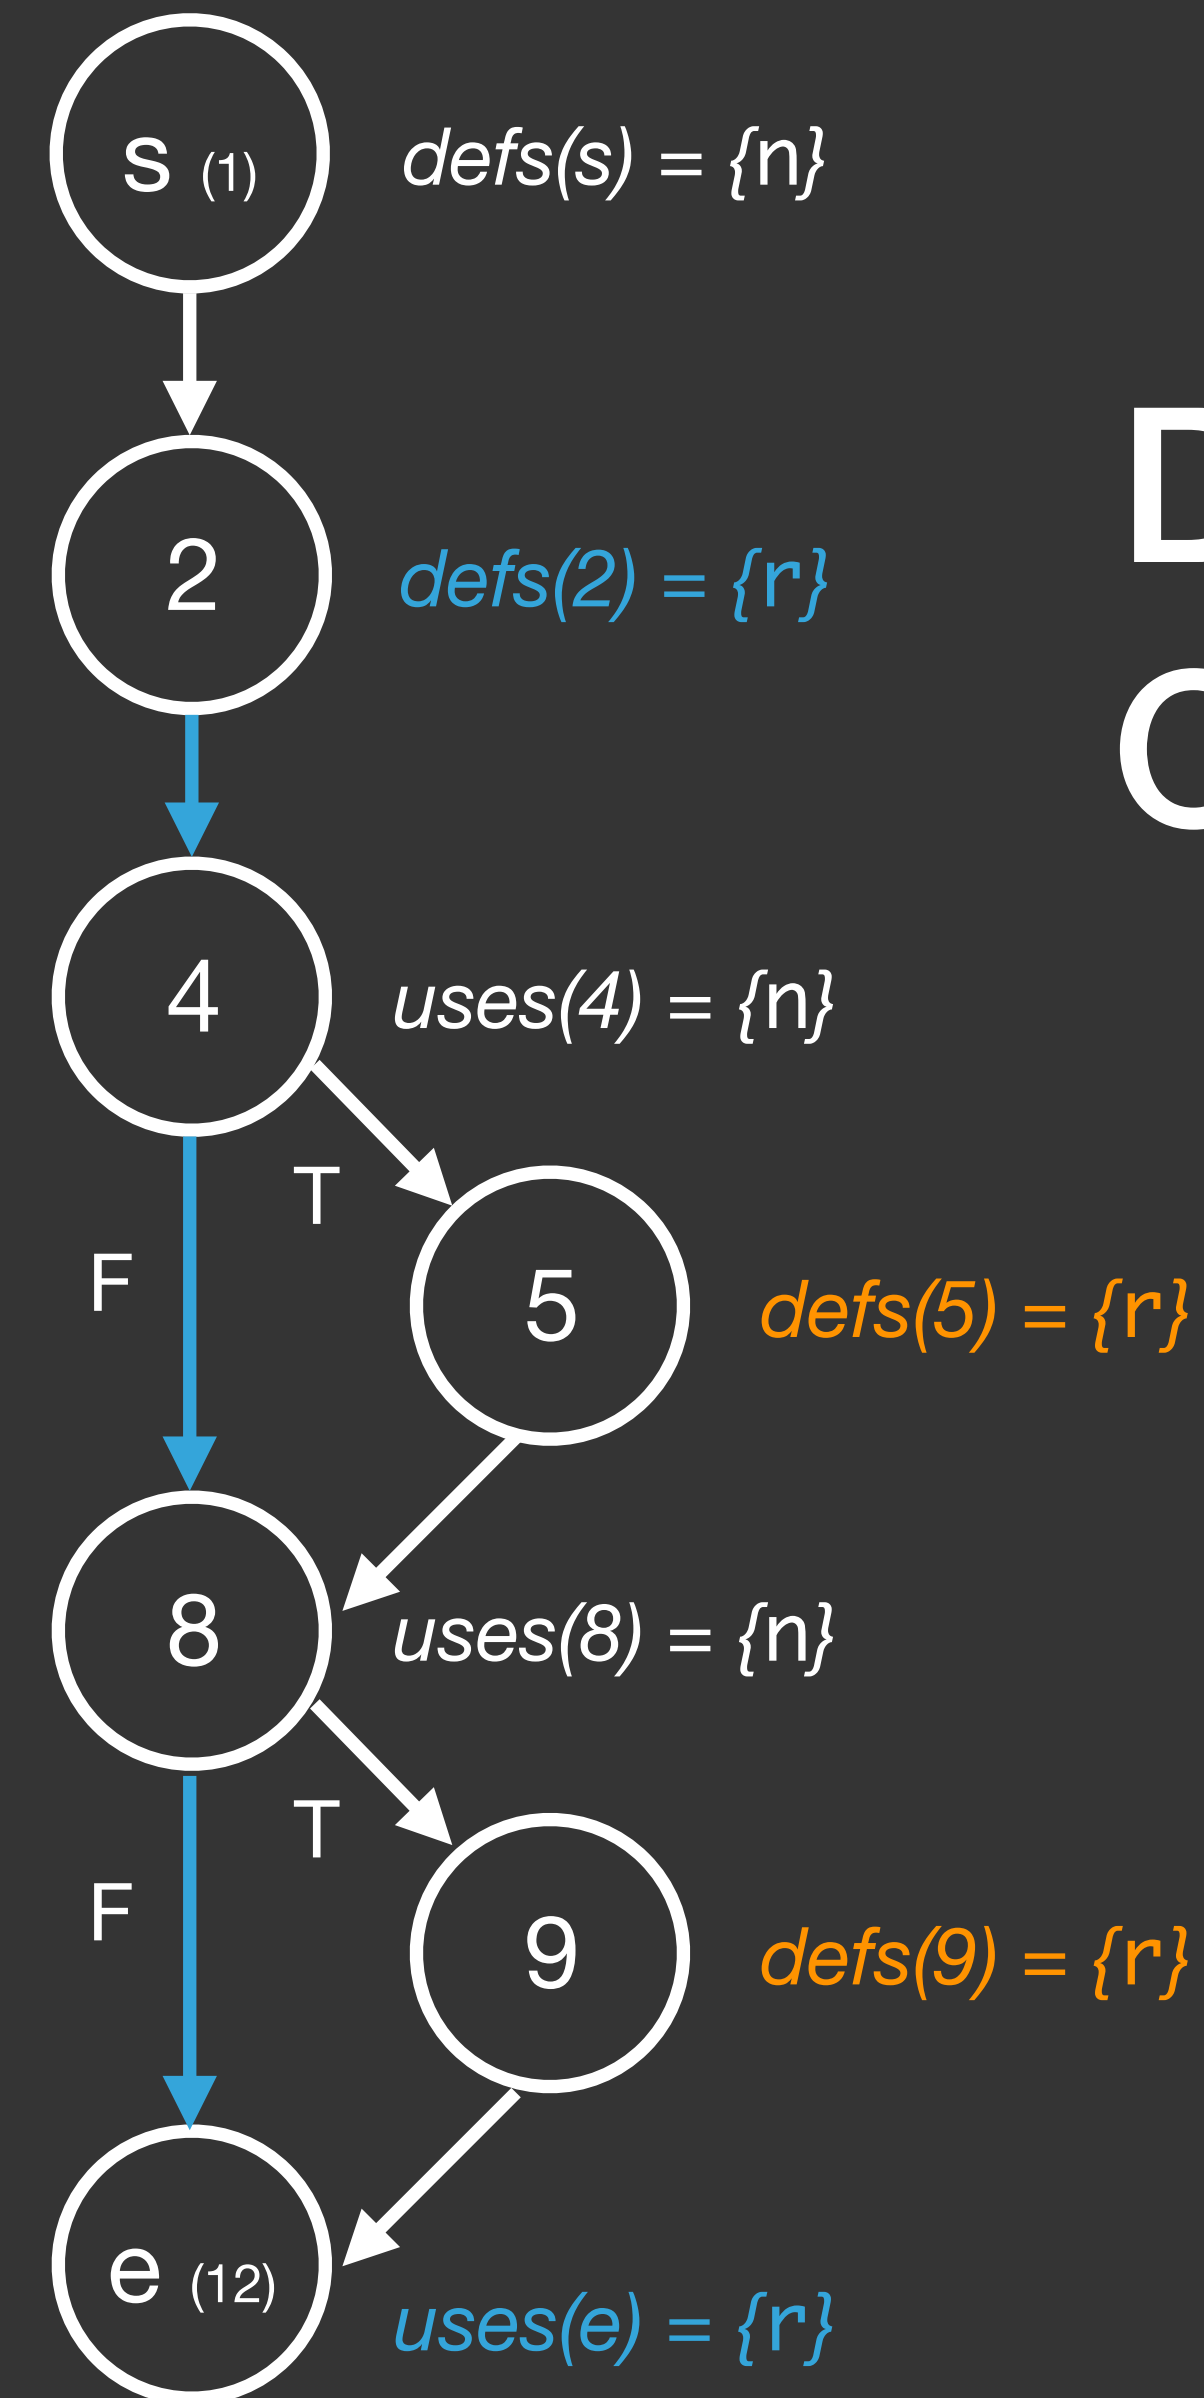 s (1) defs(s) = {n}
2 defs(2) = {r}
4 uses(4) = {n}
T
F
5 defs(5) = {r}
8 uses(8) = {n}
T
F
9 defs(9) = {r}
e (12) uses(e) = {r}